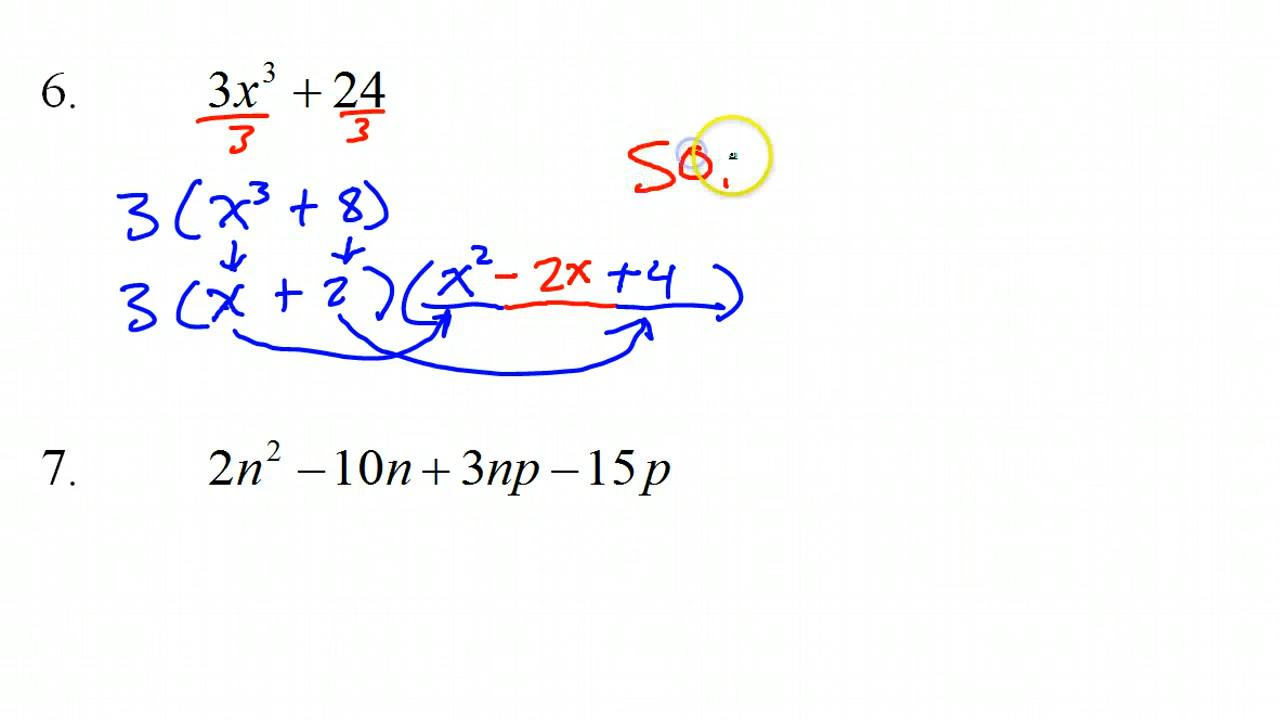 6. 3x³ + 24
3 3
SO,
3(x³ + 8)
3(x + 2)(x² - 2x + 4)
7. 2n² − 10n + 3np − 15p